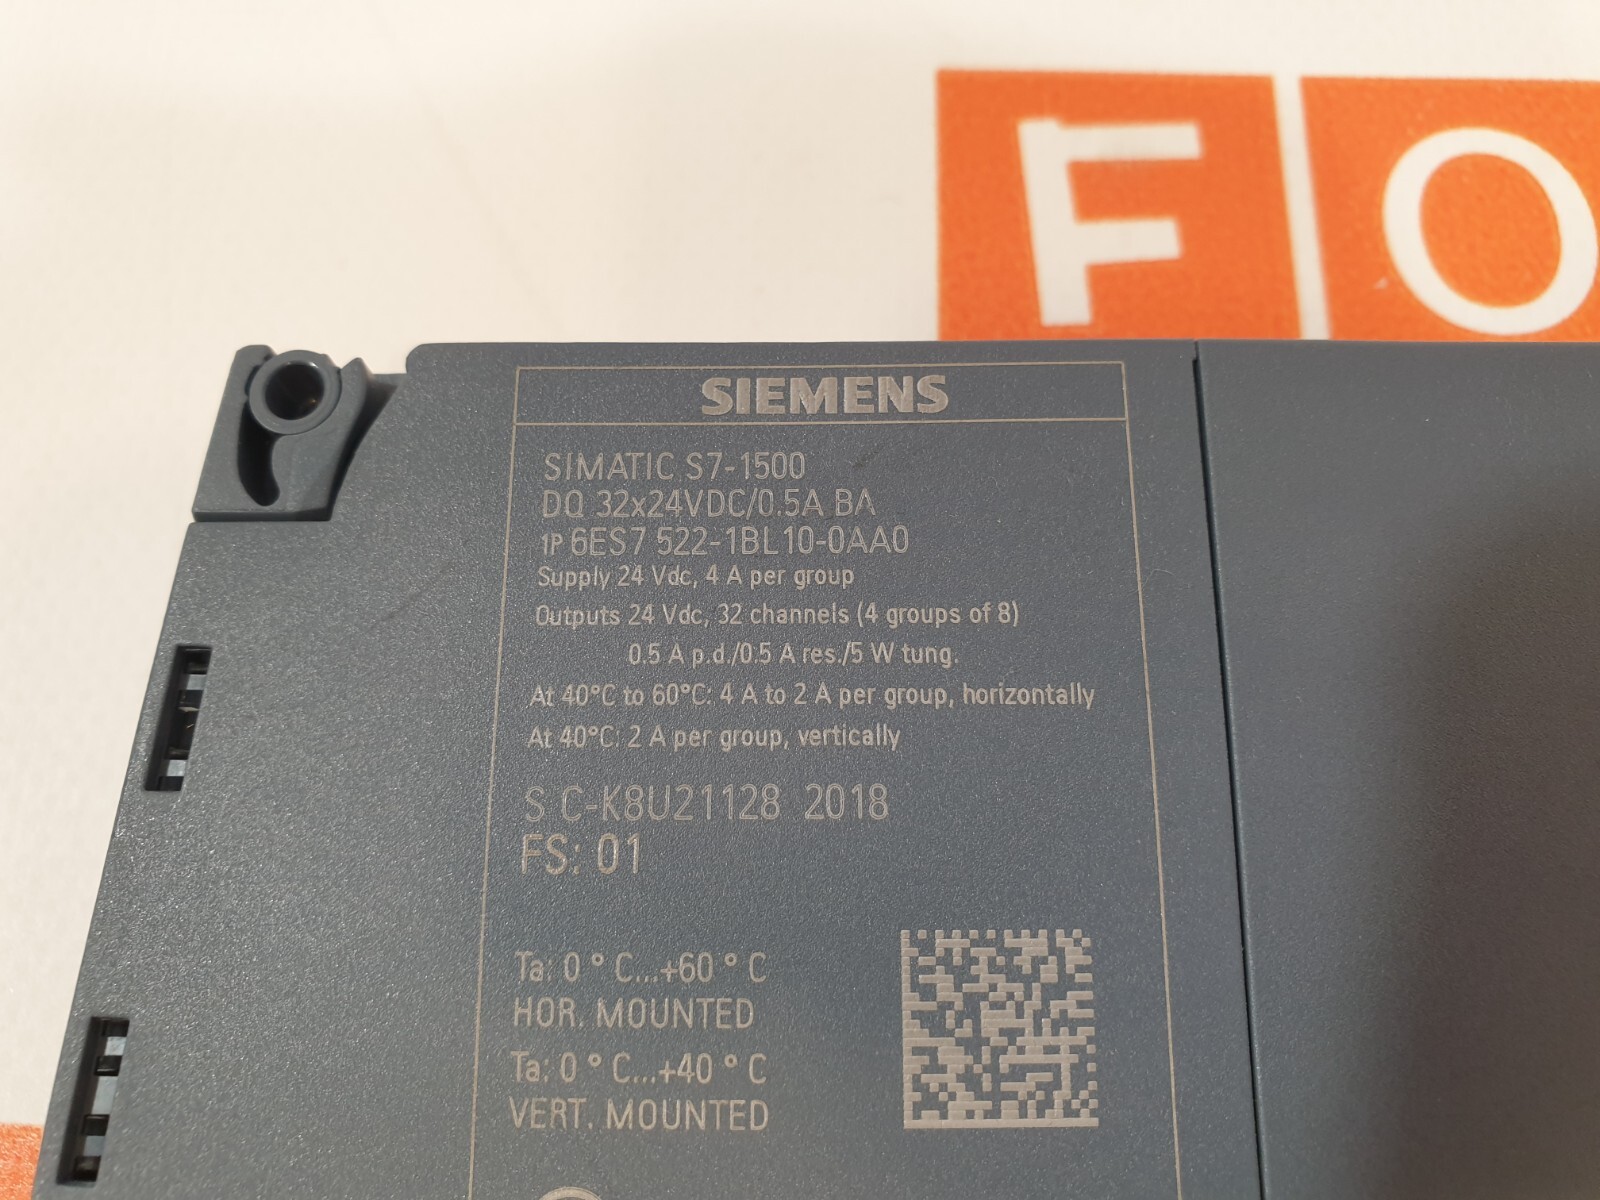 FO
SIEMENS
SIMATIC S7-1500
DQ 32x24VDC/0.5A BA
1P 6ES7 522-1BL10-0AA0
Supply 24 Vdc, 4 A per group
Outputs 24 Vdc, 32 channels (4 groups of 8)
0.5 A p.d./0.5 A res./5 W tung.
At 40°C to 60°C: 4 A to 2 A per group, horizontally
At 40°C: 2 A per group, vertically
S C-K8U21128 2018
FS: 01
Ta: 0 ° C...+60 ° C
HOR. MOUNTED
Ta: 0 ° C...+40 ° C
VERT. MOUNTED